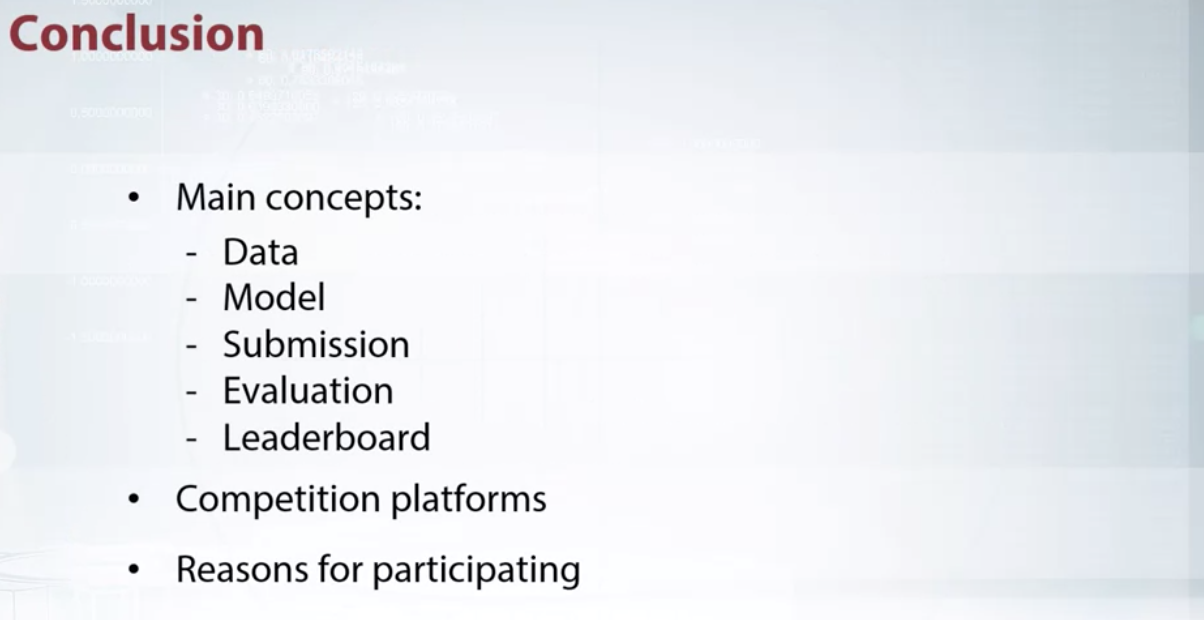 Conclusion
• Main concepts:
- Data
- Model
- Submission
- Evaluation
- Leaderboard
• Competition platforms
• Reasons for participating